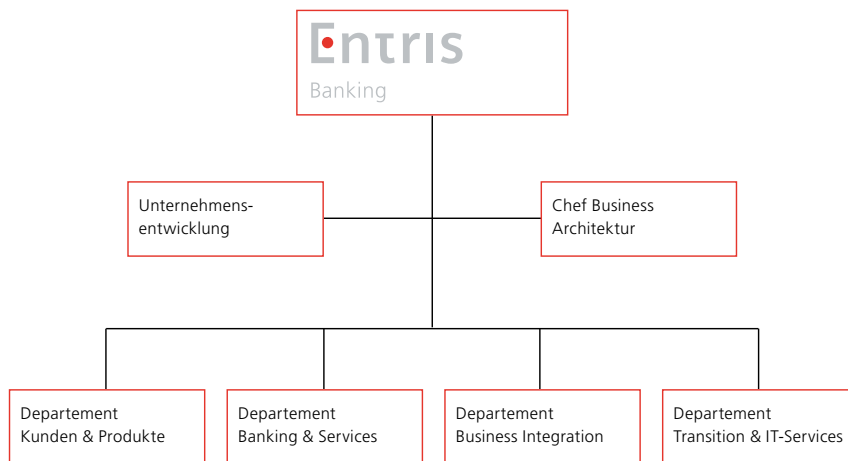 Entris
Banking
Unternehmens-
entwicklung
Chef Business
Architektur
Departement
Kunden & Produkte
Departement
Banking & Services
Departement
Business Integration
Departement
Transition & IT-Services